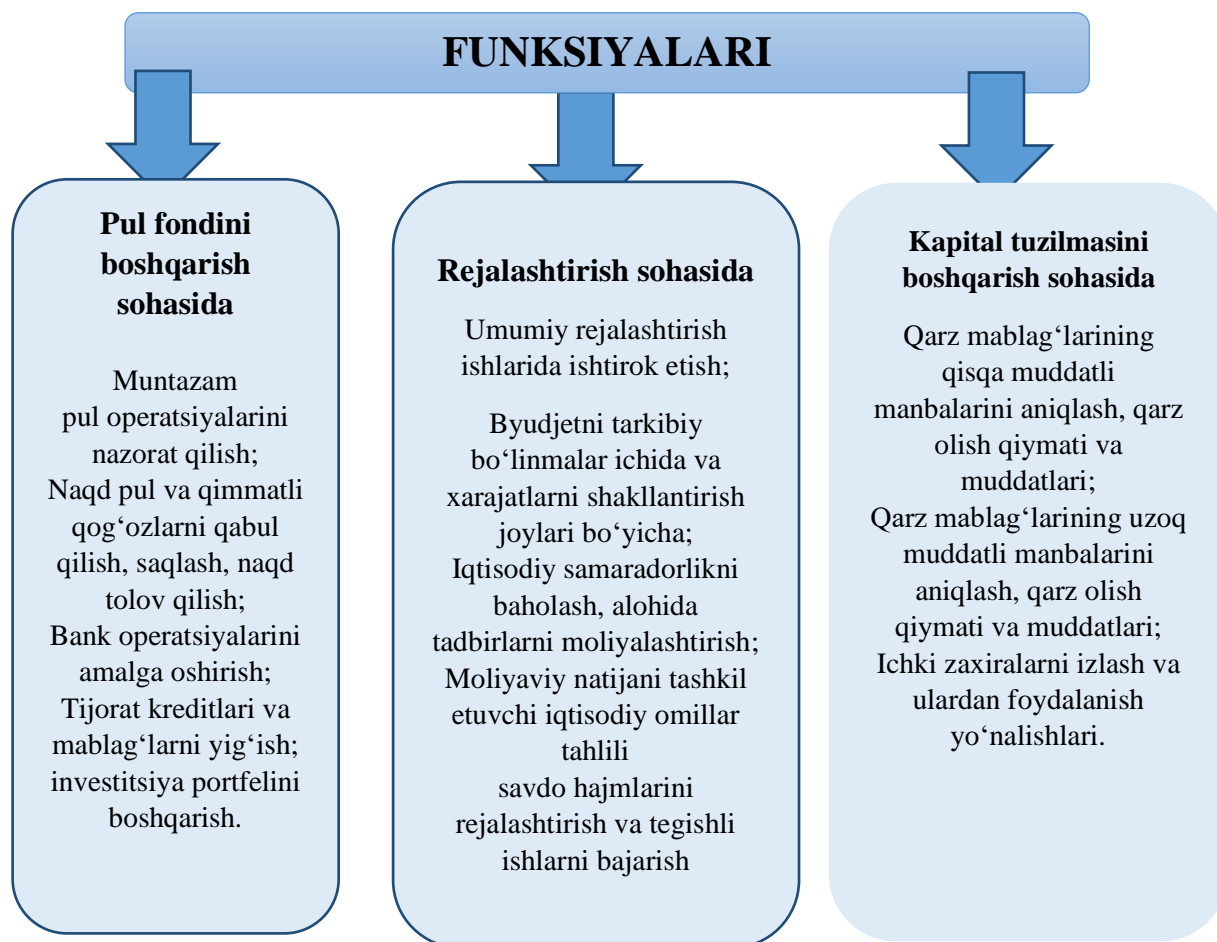 FUNKSIYALARI
Pul fondini
boshqarish
sohasida
Muntazam
pul operatsiyalarini
nazorat qilish;
Naqd pul va qimmatli
qog‘ozlarni qabul
qilish, saqlash, naqd
tolov qilish;
Bank operatsiyalarini
amalga oshirish;
Tijorat kreditlari va
mablag‘larni yig‘ish;
investitsiya portfelini
boshqarish.
Rejalashtirish sohasida
Umumiy rejalashtirish
ishlarida ishtirok etish;
Byudjetni tarkibiy
bo‘linmalar ichida va
xarajatlarni shakllantirish
joylari bo‘yicha;
Iqtisodiy samaradorlikni
baholash, alohida
tadbirlarni moliyalashtirish;
Moliyaviy natijani tashkil
etuvchi iqtisodiy omillar
tahlili
savdo hajmlarini
rejalashtirish va tegishli
ishlarni bajarish
Kapital tuzilmasini
boshqarish sohasida
Qarz mablag‘larining
qisqa muddatli
manbalarini aniqlash, qarz
olish qiymati va
muddatlari;
Qarz mablag‘larining uzoq
muddatli manbalarini
aniqlash, qarz olish
qiymati va muddatlari;
Ichki zaxiralarni izlash va
ulardan foydalanish
yo‘nalishlari.